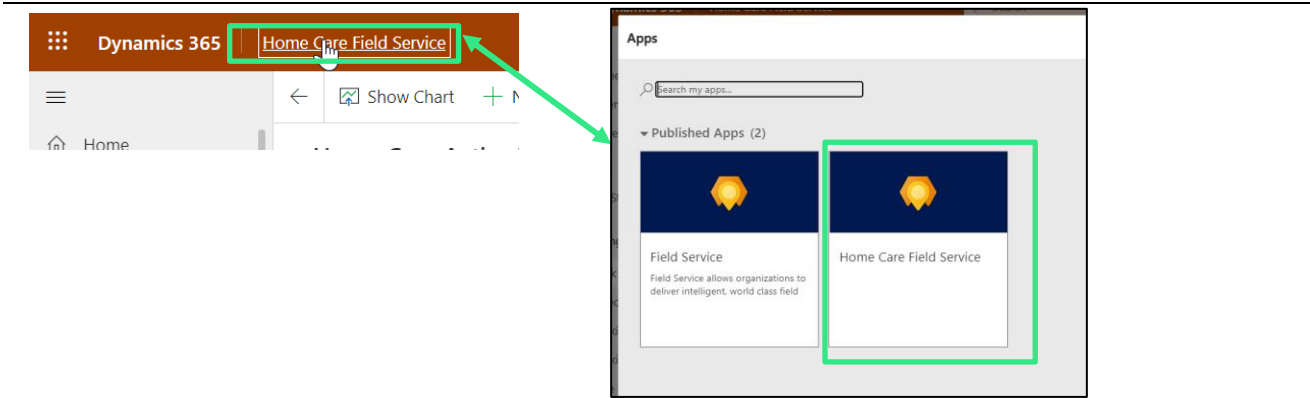 Dynamics 365
Home Care Field Service
Show Chart
Home
Apps
Search my apps...
Published Apps (2)
Field Service
Field Service allows organizations to
deliver intelligent, world class field
Home Care Field Service